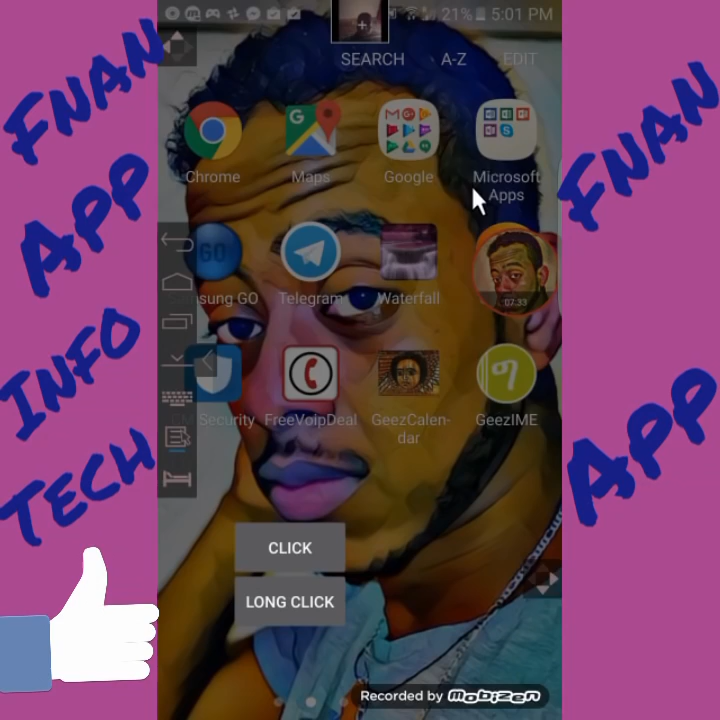 21% 5:01 PM
SEARCH A-Z EDIT
Chrome Maps Google Microsoft Apps
GO
Samsung GO Telegram Waterfall
07:33
Security FreeVoipDeal GeezCalen-
dar
GeezIME
CLICK
LONG CLICK
Recorded by mobizen
FNAN
APP
INFO
TECH
FNAN
APP